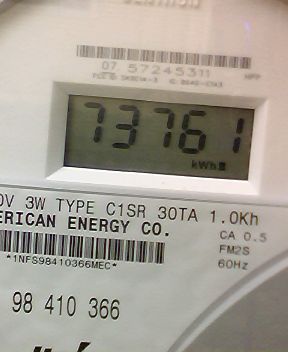 07 57245311
73761
kWh
0V 3W TYPE C1SR 30TA 1.0Kh
ERICAN ENERGY CO.
CA 0.5
FM2S
*1NFS98410366MEC*
60Hz
98 410 366